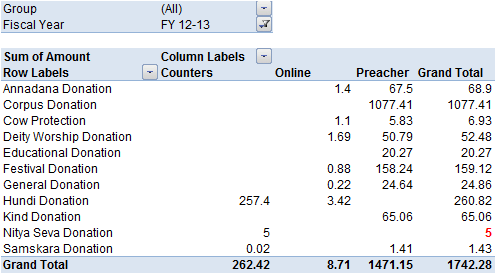 Group (All)
Fiscal Year FY 12-13
Sum of Amount Column Labels
Row Labels Counters Online Preacher Grand Total
Annadana Donation 1.4 67.5 68.9
Corpus Donation 1077.41 1077.41
Cow Protection 1.1 5.83 6.93
Deity Worship Donation 1.69 50.79 52.48
Educational Donation 20.27 20.27
Festival Donation 0.88 158.24 159.12
General Donation 0.22 24.64 24.86
Hundi Donation 257.4 3.42 260.82
Kind Donation 65.06 65.06
Nitya Seva Donation 5 5
Samskara Donation 0.02 1.41 1.43
Grand Total 262.42 8.71 1471.15 1742.28